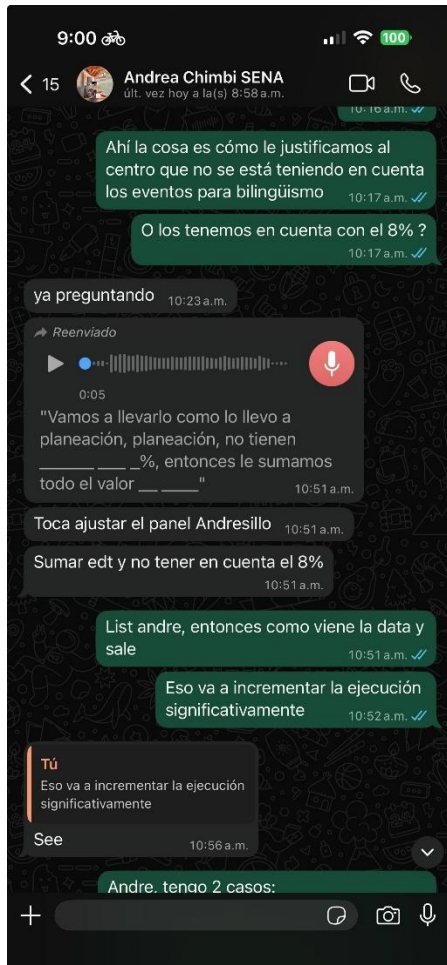 9:00
100
15
Andrea Chimbi SENA
últ. vez hoy a la(s) 8:58 a.m.
10:16 a.m.
Ahí la cosa es cómo le justificamos al
centro que no se está teniendo en cuenta
los eventos para bilingüismo
10:17 a.m.
O los tenemos en cuenta con el 8% ?
10:17 a.m.
ya preguntando 10:23 a.m.
Reenviado
0:05
"Vamos a llevarlo como lo llevo a
planeación, planeación, no tienen
______ ____ _%, entonces le sumamos
todo el valor __ _____"
10:51 a.m.
Toca ajustar el panel Andresillo 10:51 a.m.
Sumar edt y no tener en cuenta el 8%
10:51 a.m.
List andre, entonces como viene la data y
sale
10:51 a.m.
Eso va a incrementar la ejecución
significativamente 10:52 a.m.
Tú
Eso va a incrementar la ejecución
significativamente
See
10:56 a.m.
Andre, tengo 2 casos: